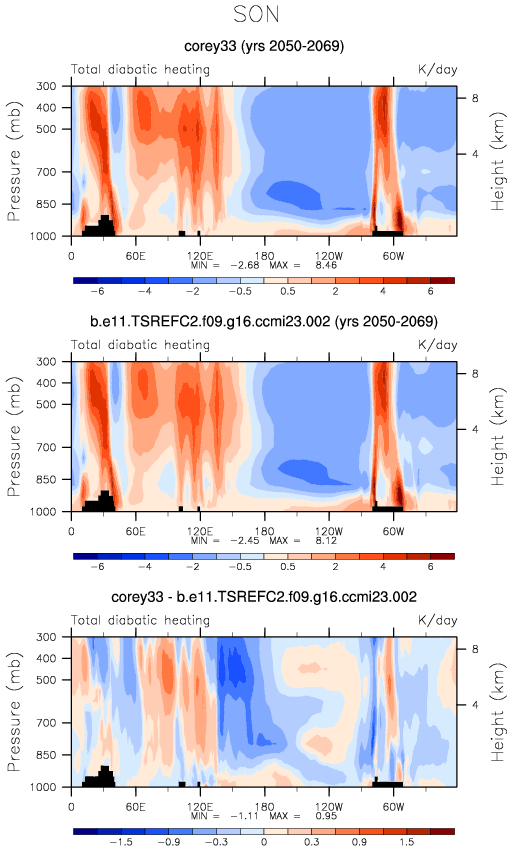 SON
corey33 (yrs 2050-2069)
Total diabatic heating K/day
Pressure (mb)
Height (km)
300
400
500
700
850
1000
8
4
0 60E 120E 180 120W 60W
MIN = -2.68 MAX = 8.46
-6 -4 -2 -1 -0.5 0.5 1 2 4 6
b.e11.TSREFC2.f09.g16.ccmi23.002 (yrs 2050-2069)
Total diabatic heating K/day
Pressure (mb)
Height (km)
300
400
500
700
850
1000
8
4
0 60E 120E 180 120W 60W
MIN = -2.45 MAX = 8.12
-6 -4 -2 -1 -0.5 0.5 1 2 4 6
corey33 - b.e11.TSREFC2.f09.g16.ccmi23.002
Total diabatic heating K/day
Pressure (mb)
Height (km)
300
400
500
700
850
1000
8
4
0 60E 120E 180 120W 60W
MIN = -1.11 MAX = 0.95
-1.5 -0.9 -0.3 0 0.3 0.9 1.5